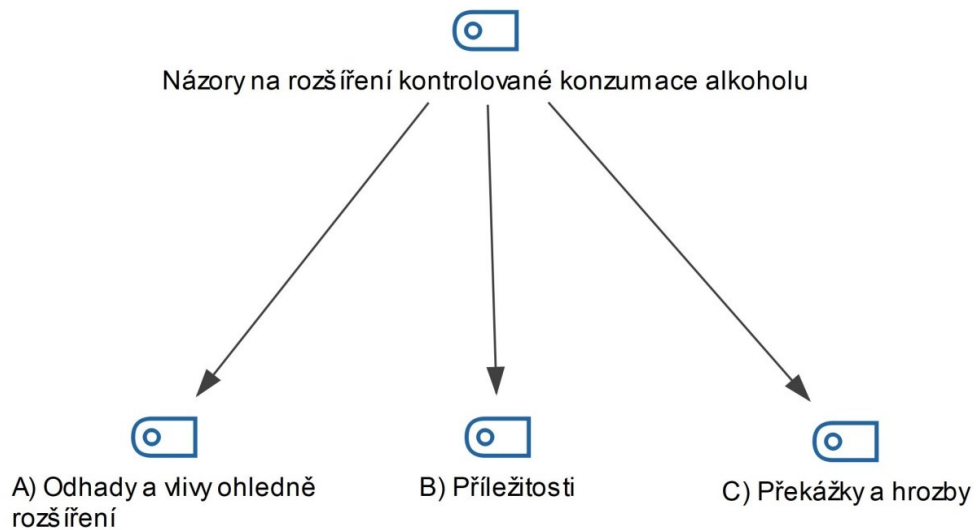 Názory na rozšíření kontrolované konzumace alkoholu
A) Odhady a vlivy ohledně
rozšíření
B) Příležitosti
C) Překážky a hrozby